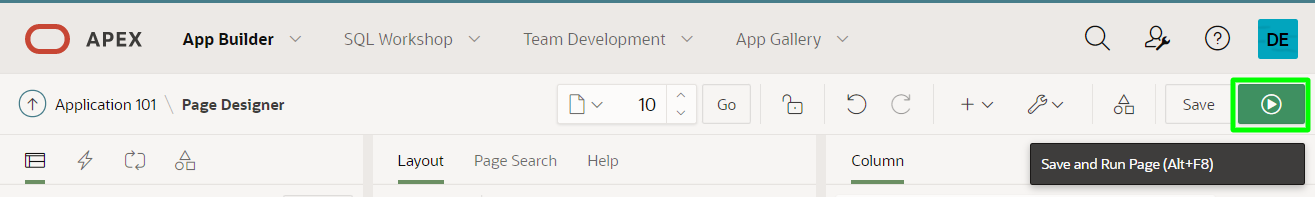 APEX App Builder SQL Workshop Team Development App Gallery ? DE
Application 101 \ Page Designer 10 Go Save
Layout Page Search Help Column
Save and Run Page (Alt+F8)